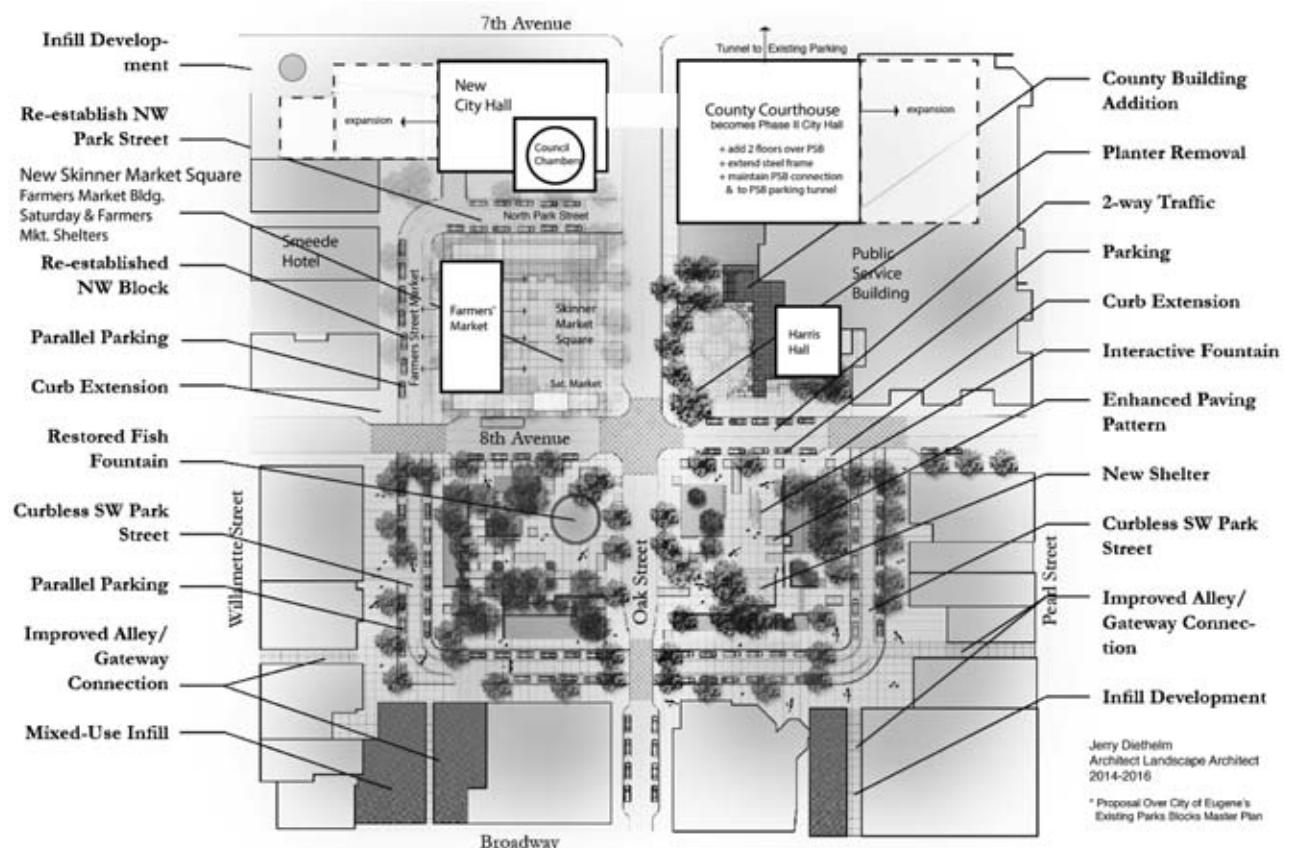 7th Avenue
Infill Develop-
ment
Re-establish NW
Park Street
New Skinner Market Square
Farmers Market Bldg.
Saturday & Farmers
Mkt. Shelters
Re-established
NW Block
Parallel Parking
Curb Extension
Restored Fish
Fountain
Curbless SW Park
Street
Parallel Parking
Improved Alley/
Gateway
Connection
Mixed-Use Infill
New
City Hall
expansion
Council
Chambers
North Park Street
Smeede
Hotel
Farmers Street Market
Farmers'
Market
Skinner
Market
Square
Sat. Market
8th Avenue
Willamette Street
Oak Street
Pearl Street
Broadway
Tunnel to Existing Parking
County Courthouse
becomes Phase II City Hall
+ add 2 floors over PSB
+ extend steel frame
+ maintain PSB connection
& to PSB parking tunnel
expansion
Public
Service
Building
Harris
Hall
County Building
Addition
Planter Removal
2-way Traffic
Parking
Curb Extension
Interactive Fountain
Enhanced Paving
Pattern
New Shelter
Curbless SW Park
Street
Improved Alley/
Gateway Connec-
tion
Infill Development
Jerry Diethelm
Architect Landscape Architect
2014-2016
* Proposal Over City of Eugene's
Existing Parks Blocks Master Plan